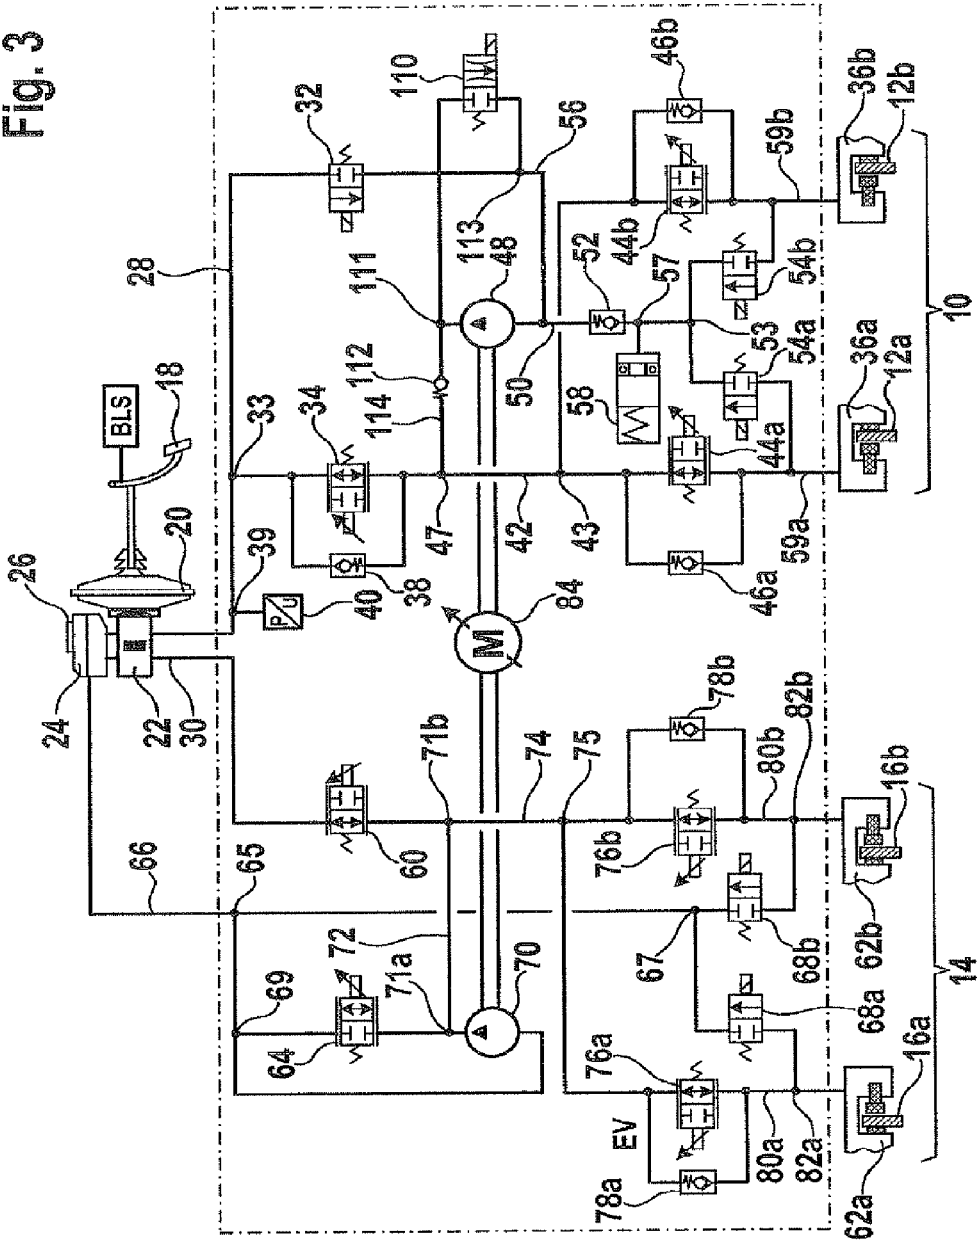 Fig. 3
26
24
22
30
20
18
BLS
28
32
110
33
34
39
40
38
111
112
114
113
48
56
46b
47
42
43
50
52
58
57
53
44b
54b
54a
44a
46a
59b
59a
36b
12b
36a
12a
10
P
U
M
84
66
65
60
71b
72
71a
69
64
70
74
75
78b
76b
67
68b
68a
76a
EV
78a
80b
82b
80a
82a
16b
62b
16a
62a
14